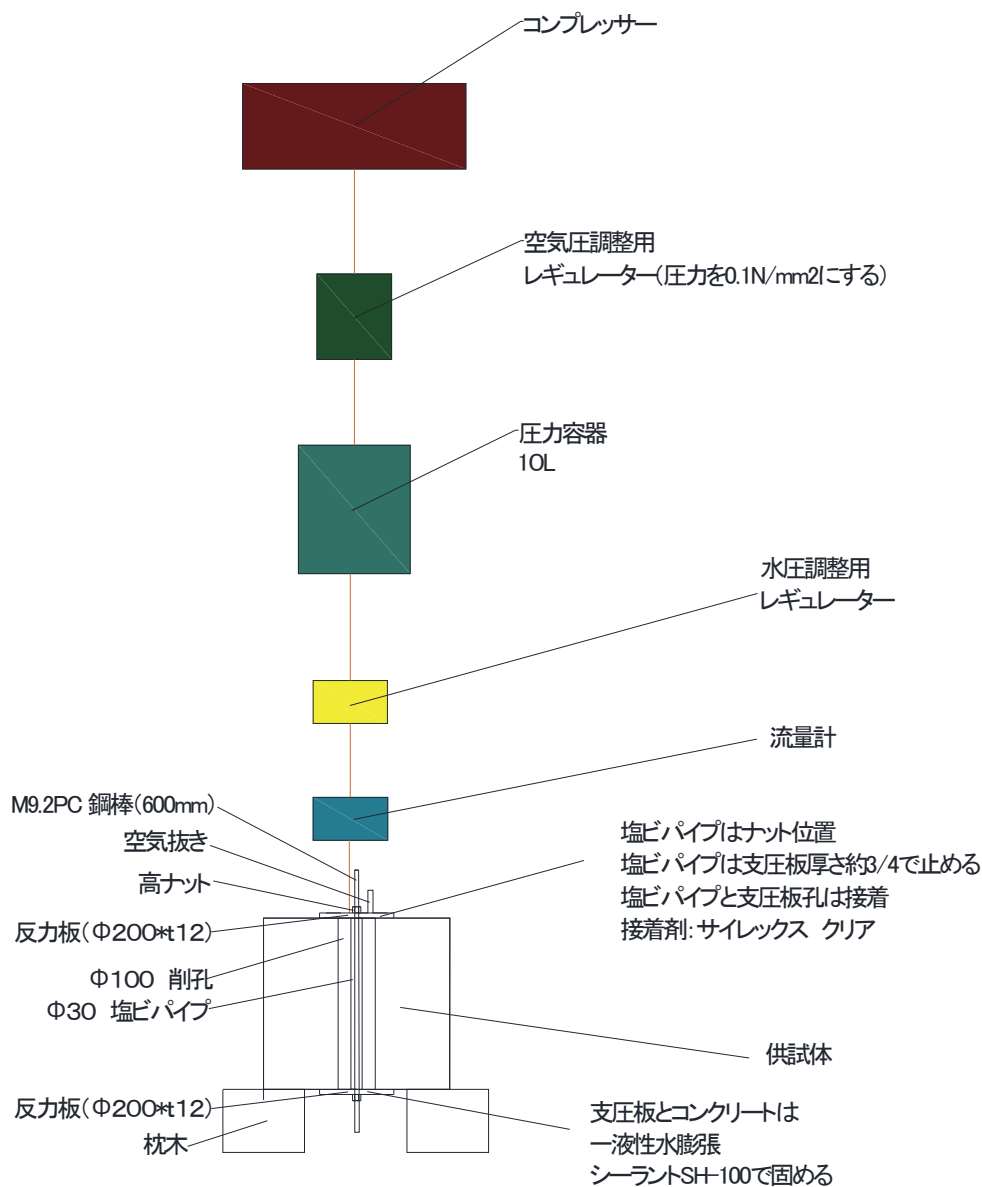 コンプレッサー
空気圧調整用
レギュレーター(圧力を0.1N/mm2にする)
圧力容器
10L
水圧調整用
レギュレーター
流量計
M9.2PC 鋼棒(600mm)
空気抜き
高ナット
反力板(Φ200*t12)
Φ100 削孔
Φ30 塩ビパイプ
塩ビパイプはナット位置
塩ビパイプは支圧板厚さ約3/4で止める
塩ビパイプと支圧板孔は接着
接着剤:サイレックス クリア
供試体
反力板(Φ200*t12)
枕木
支圧板とコンクリートは
一液性水膨張
シーラントSH-100で固める